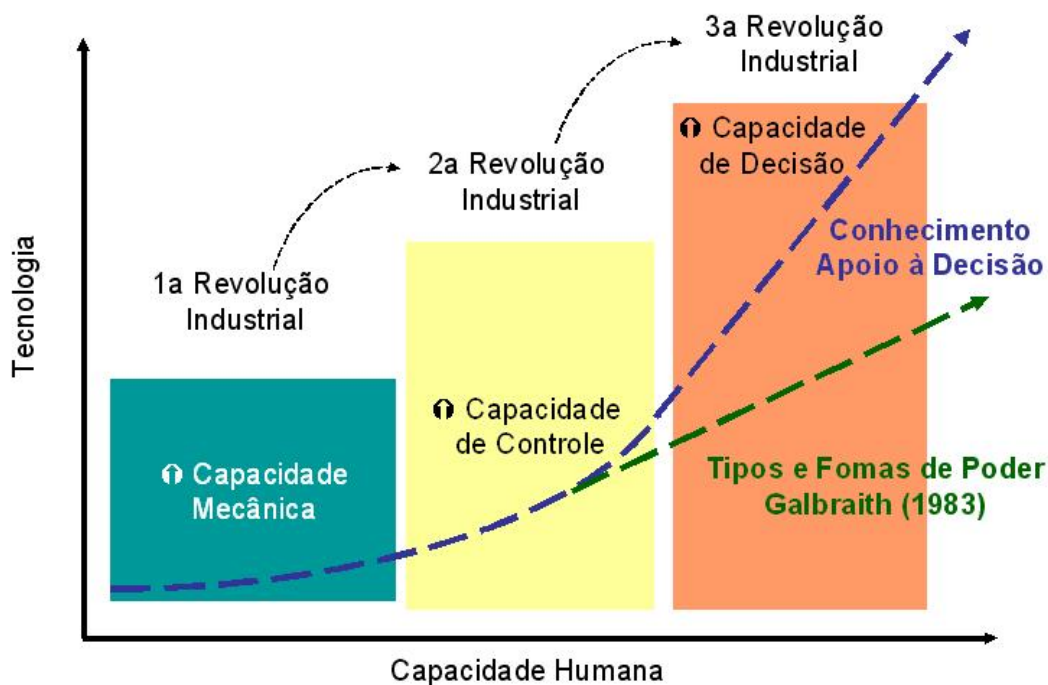 3a Revolução
Industrial
⬆ Capacidade
de Decisão
2a Revolução
Industrial
Conhecimento
Apoio à Decisão
1a Revolução
Industrial
Tecnologia
⬆ Capacidade
de Controle
⬆ Capacidade
Mecânica
Tipos e Fomas de Poder
Galbraith (1983)
Capacidade Humana